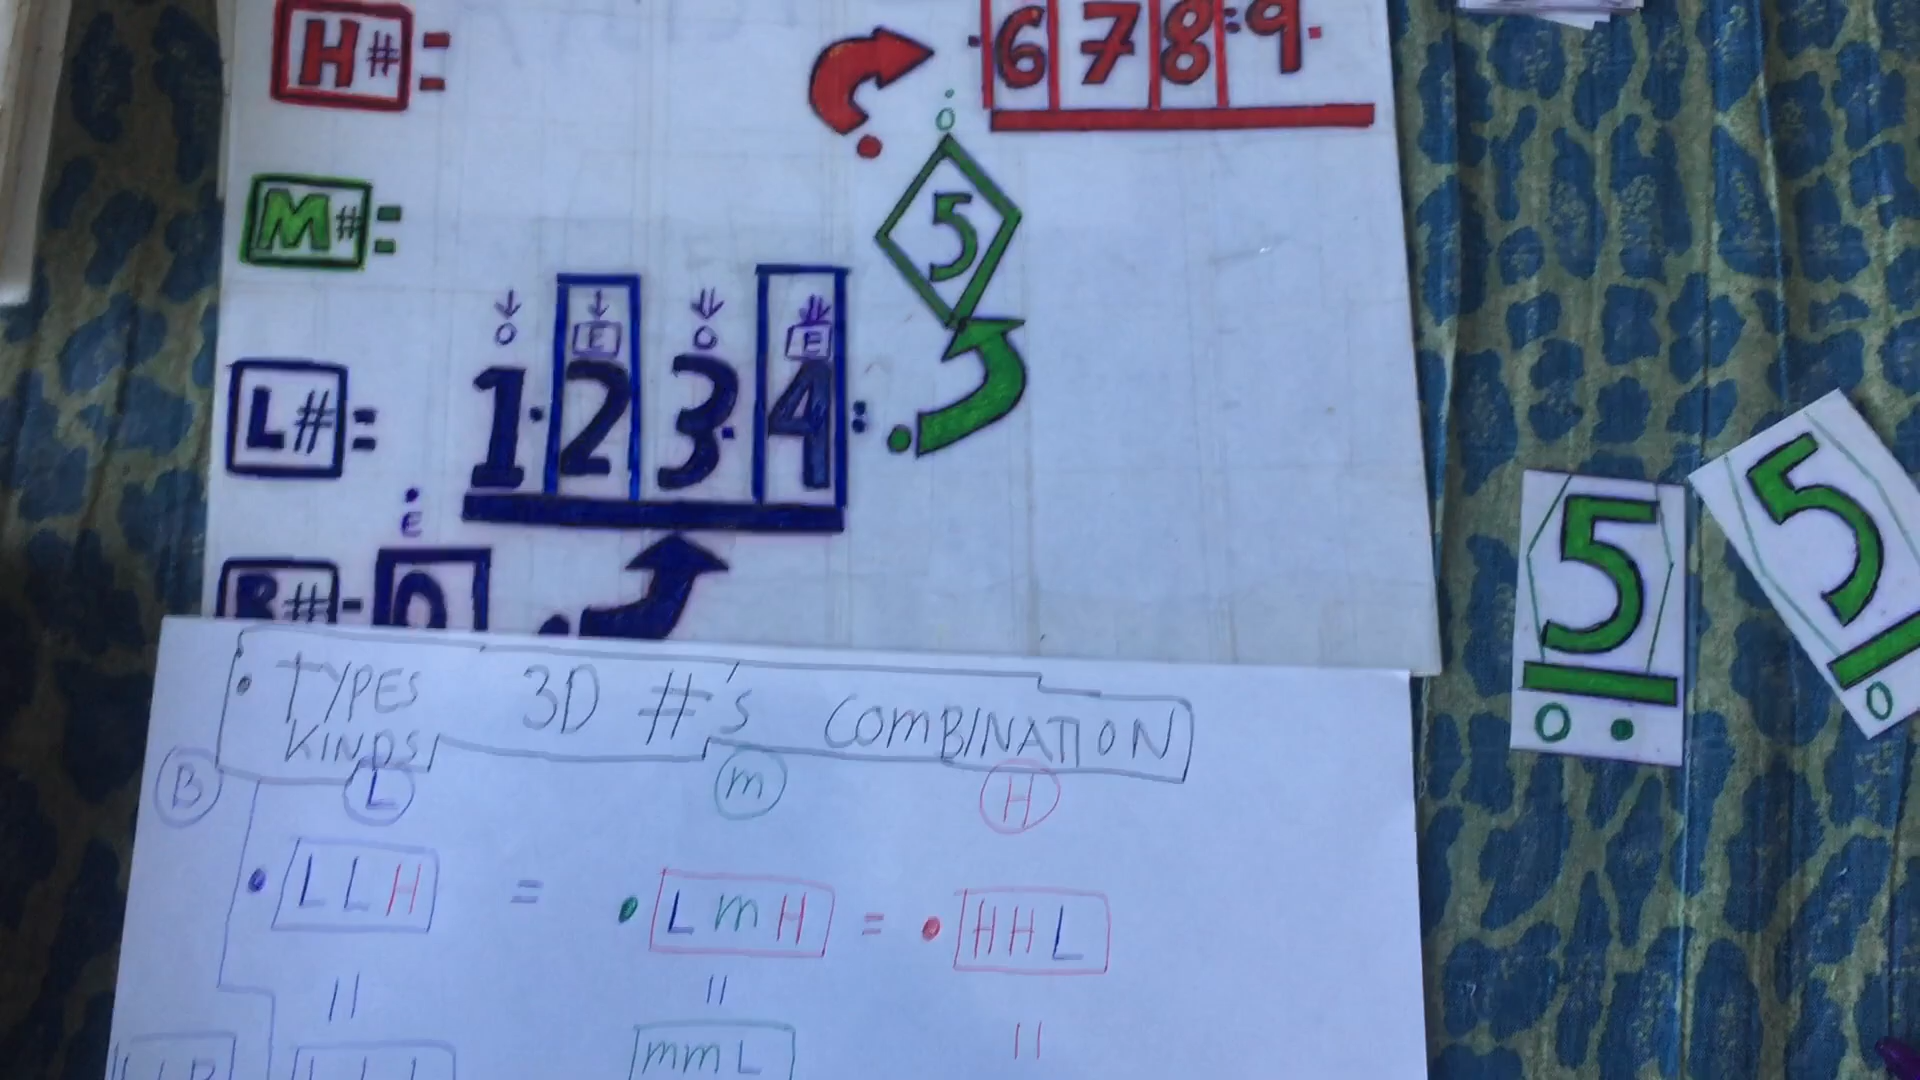 H# = 6 7 8 : 9.
o
M# = 5
O E O E
L# = 1. 2 3. 4 :
E
B# - 0
5 5
O O
TYPES 3D #'s COMBINATION
KINDS
B L m H
LLH = LmH = HHL
= = =
mmL